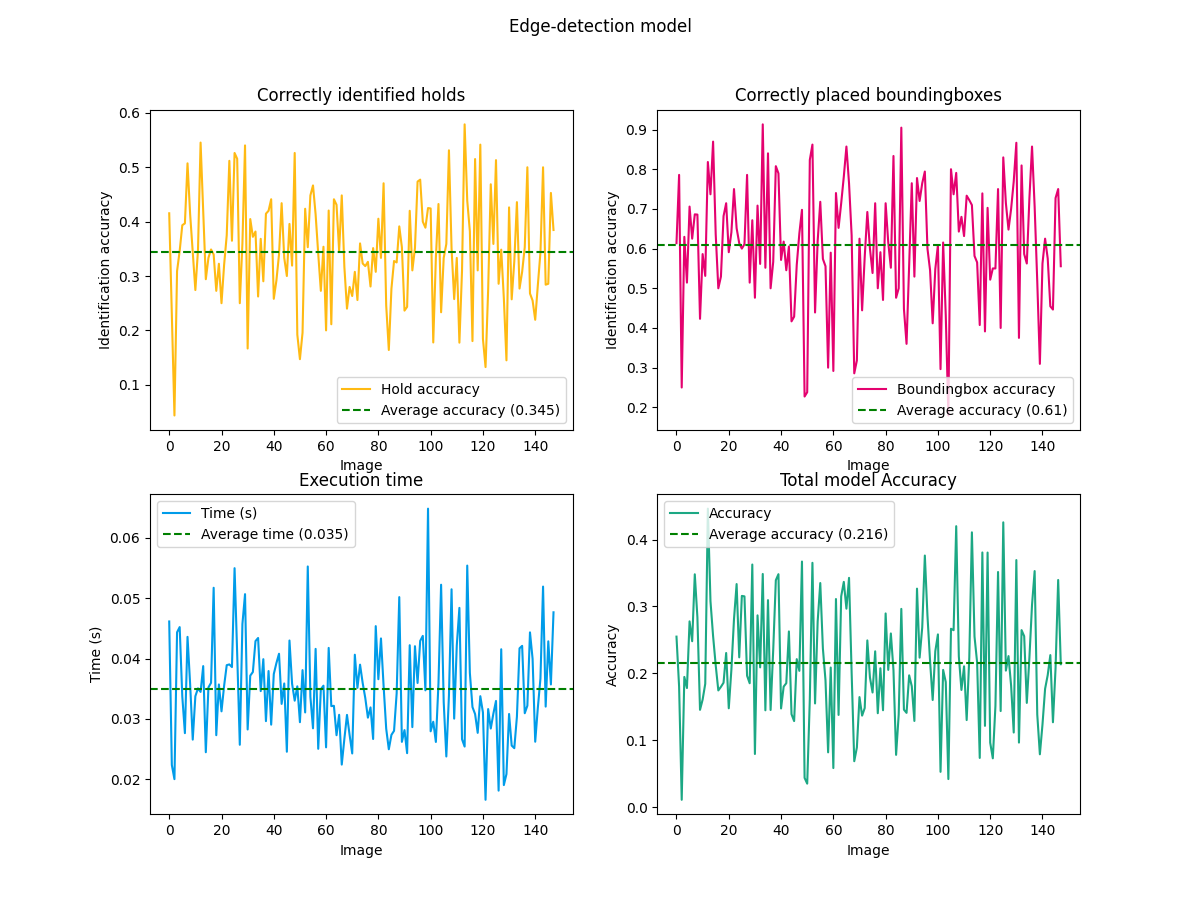 Edge-detection model
Correctly identified holds
Identification accuracy
0.6
0.5
0.4
0.3
0.2
0.1
Hold accuracy
Average accuracy (0.345)
0 20 40 60 80 100 120 140
Image
Correctly placed boundingboxes
Identification accuracy
0.9
0.8
0.7
0.6
0.5
0.4
0.3
0.2
Boundingbox accuracy
Average accuracy (0.61)
0 20 40 60 80 100 120 140
Image
Execution time
Time (s)
0.06
0.05
0.04
0.03
0.02
Time (s)
Average time (0.035)
0 20 40 60 80 100 120 140
Image
Total model Accuracy
Accuracy
0.4
0.3
0.2
0.1
0.0
Accuracy
Average accuracy (0.216)
0 20 40 60 80 100 120 140
Image